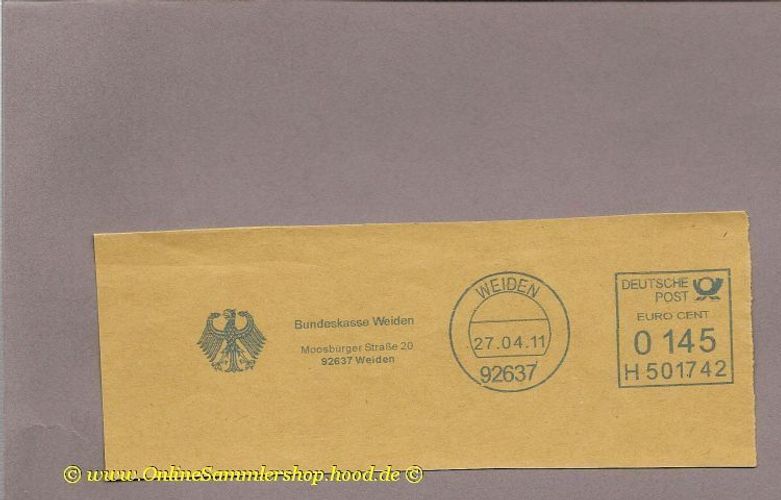 Bundeskasse Weiden
Moosbürger Straße 20
92637 Weiden
WEIDEN
27.04.11
92637
DEUTSCHE
POST
EURO CENT
0 145
H 501742
© www.OnlineSammlershop.hood.de ©